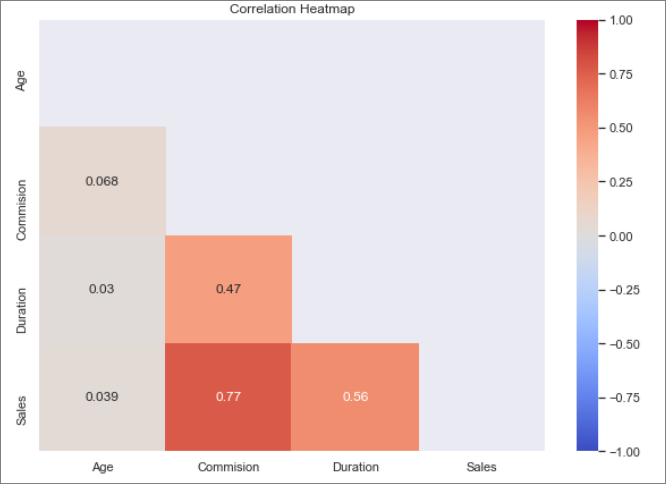 Correlation Heatmap
Age
Commision
Duration
Sales
0.068
0.03
0.47
0.039
0.77
0.56
Age
Commision
Duration
Sales
1.00
0.75
0.50
0.25
0.00
−0.25
−0.50
−0.75
−1.00